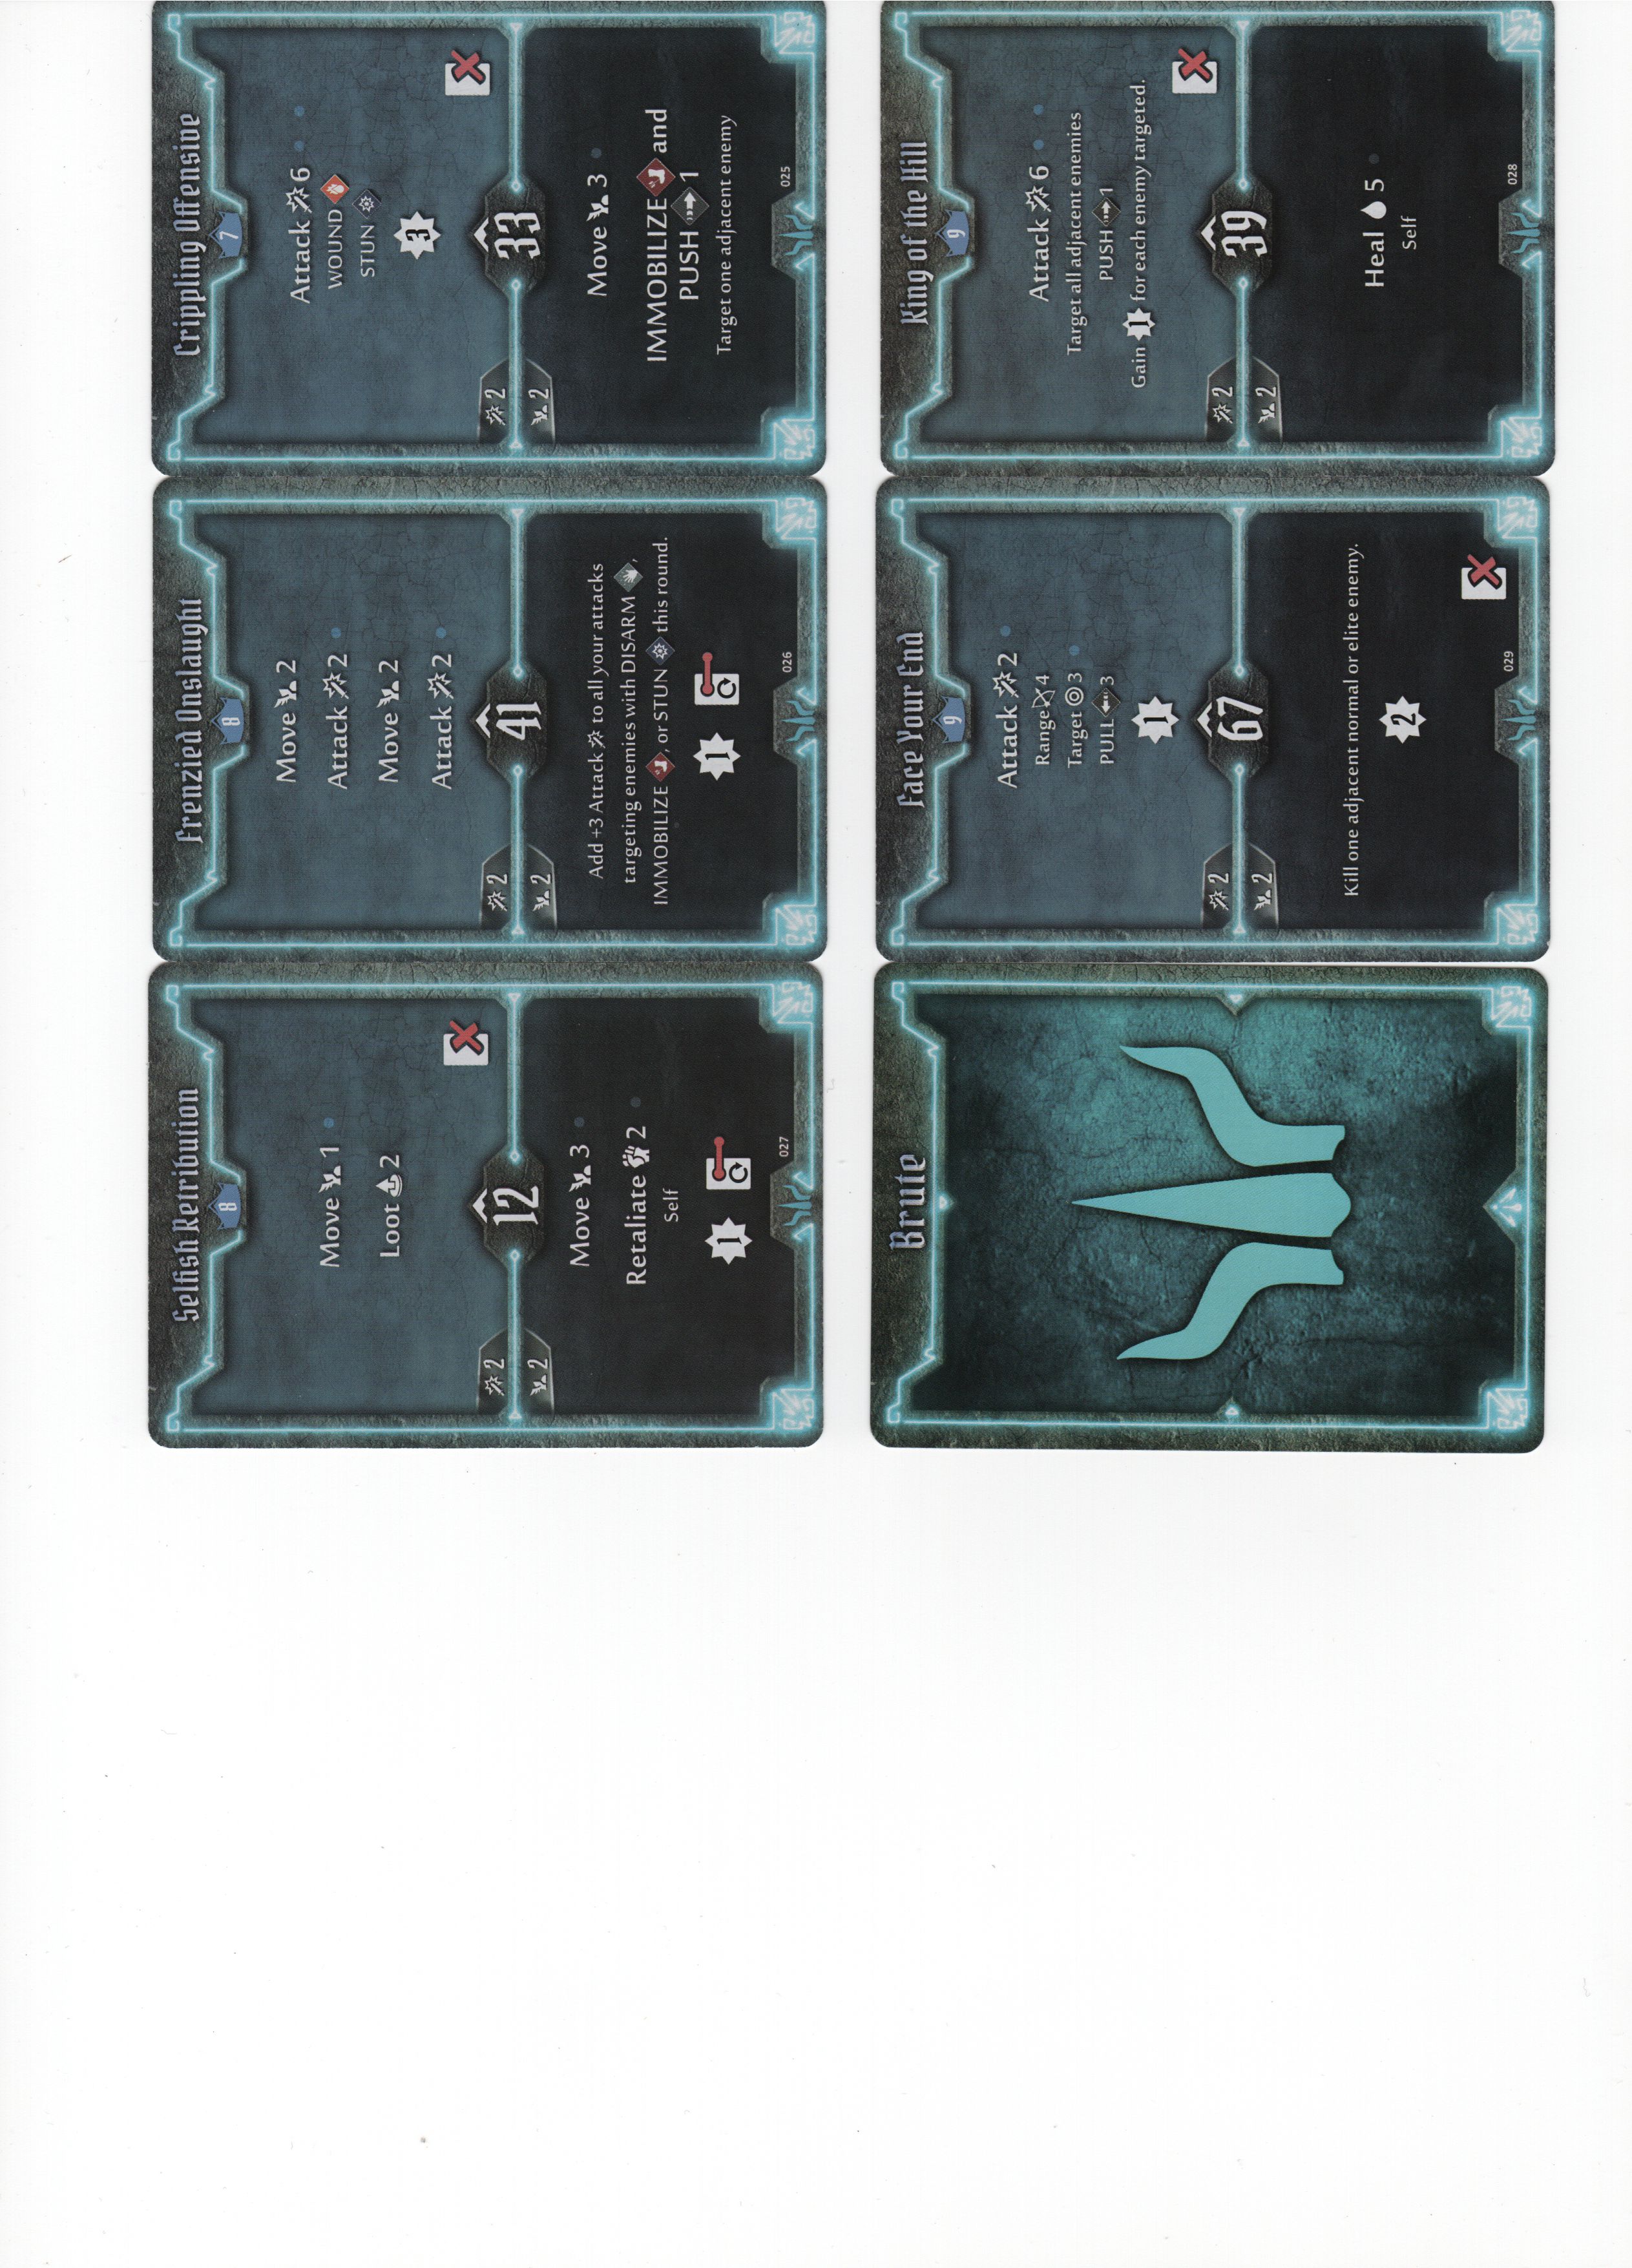 Selfish Retribution
8
Move 1
Loot 2
2
12
2
Move 3
Retaliate 2
Self
1
027
Frenzied Onslaught
8
Move 2
Attack 2
Move 2
Attack 2
2
41
2
Add +3 Attack to all your attacks
targeting enemies with DISARM ,
IMMOBILIZE , or STUN this round.
1
026
Crippling Offensive
7
Attack 6
WOUND
STUN
3
2
33
2
Move 3
IMMOBILIZE and
PUSH 1
Target one adjacent enemy
025
Brute
Face Your End
9
Attack 2
Range 4
Target 3
PULL 3
1
2
67
2
Kill one adjacent normal or elite enemy.
2
029
King of the Hill
9
Attack 6
Target all adjacent enemies
PUSH 1
Gain 1 for each enemy targeted.
2
39
2
Heal 5
Self
028